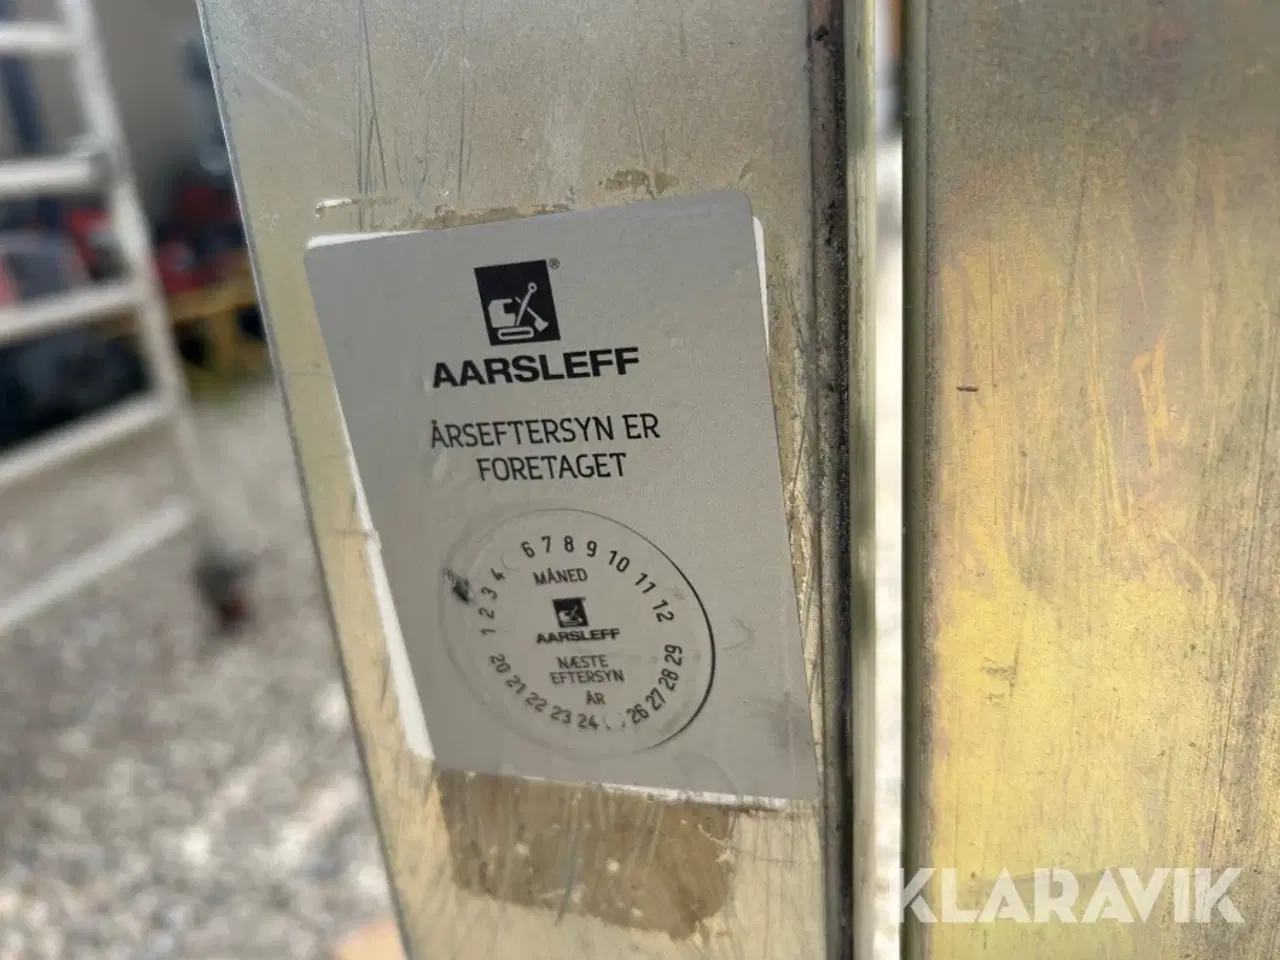 ®
AARSLEFF
ÅRSEFTERSYN ER
FORETAGET
1 2 3 4 6 7 8 9 10 11 12
MÅNED
AARSLEFF
NÆSTE
EFTERSYN
ÅR
20 21 22 23 24 26 27 28 29
KLARAVIK